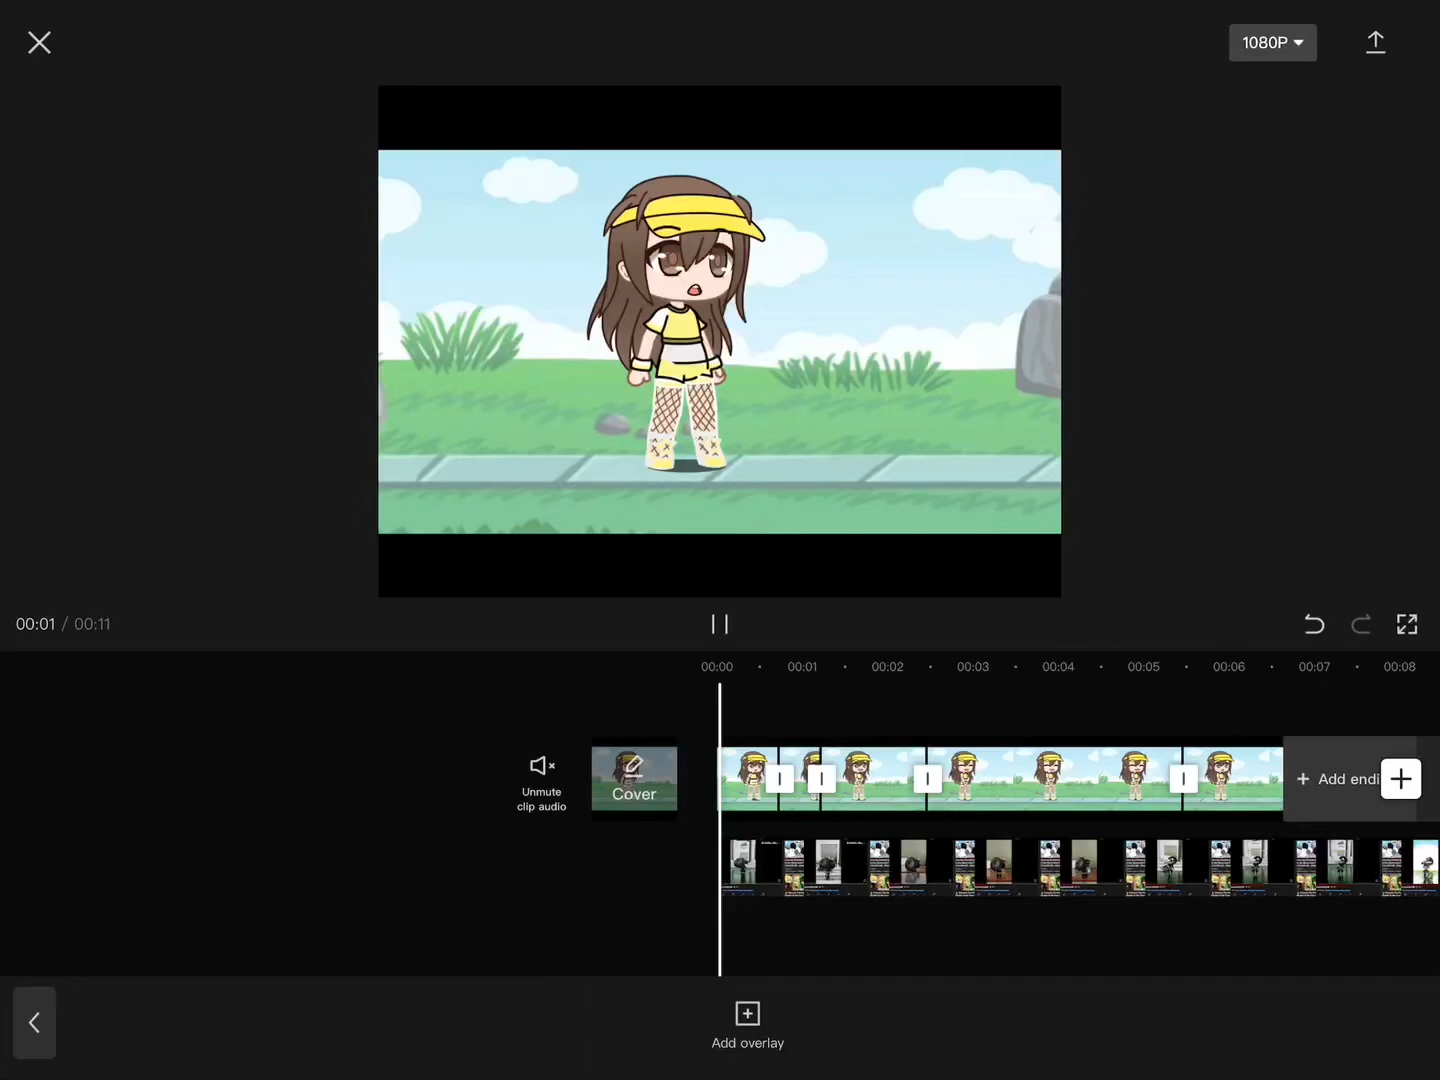 1080P
00:01 / 00:11
00:00 00:01 00:02 00:03 00:04 00:05 00:06 00:07 00:08
Unmute
clip audio
Cover
+ Add endi
Add overlay